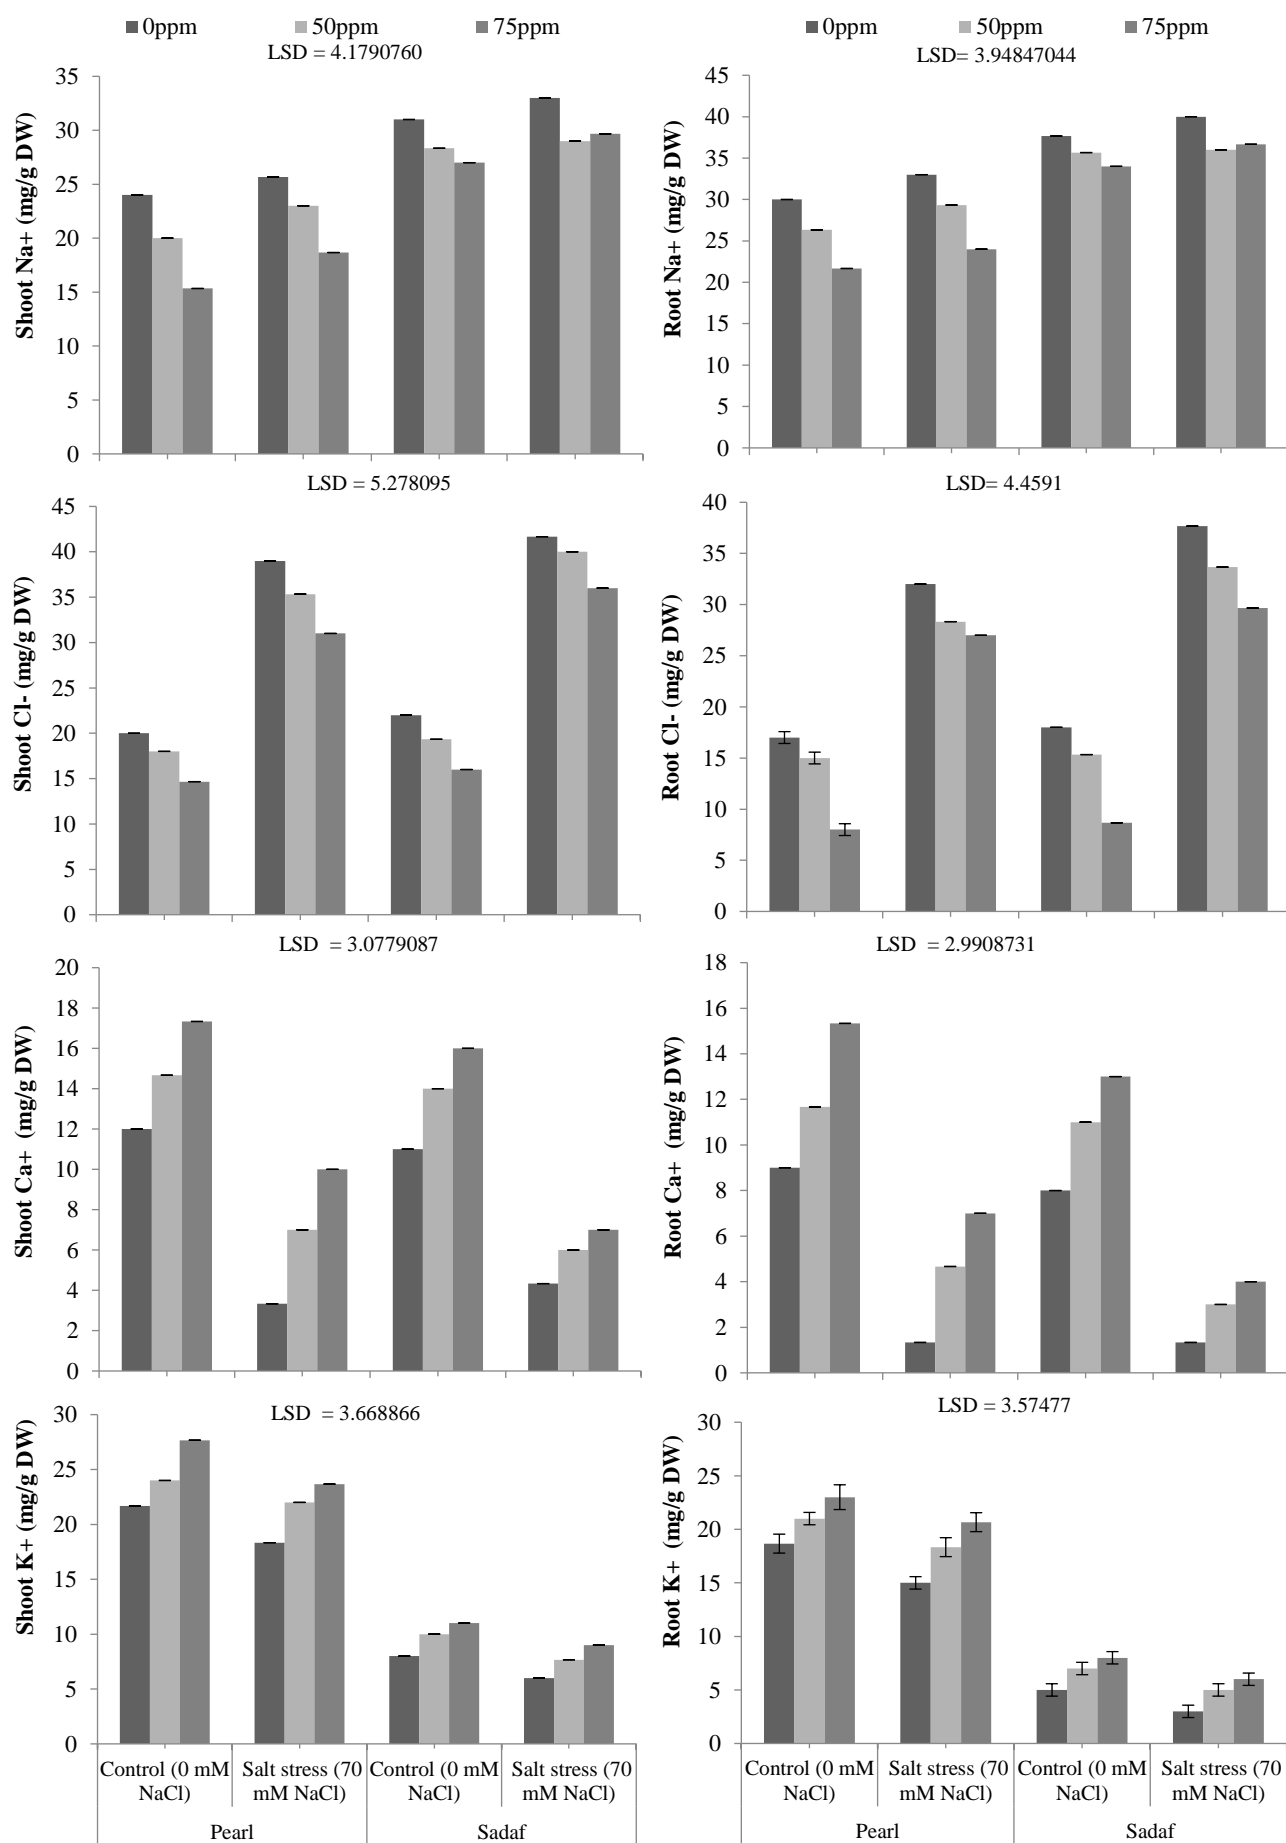 0ppm 50ppm 75ppm
LSD = 4.1790760
Shoot Na+ (mg/g DW)
35
30
25
20
15
10
5
0
0ppm 50ppm 75ppm
LSD= 3.94847044
Root Na+ (mg/g DW)
45
40
35
30
25
20
15
10
5
0
LSD = 5.278095
Shoot Cl- (mg/g DW)
45
40
35
30
25
20
15
10
5
0
LSD= 4.4591
Root Cl- (mg/g DW)
40
35
30
25
20
15
10
5
0
LSD = 3.0779087
Shoot Ca+ (mg/g DW)
20
18
16
14
12
10
8
6
4
2
0
LSD = 2.9908731
Root Ca+ (mg/g DW)
18
16
14
12
10
8
6
4
2
0
LSD = 3.668866
Shoot K+ (mg/g DW)
30
25
20
15
10
5
0
Control (0 mM
NaCl)
Salt stress (70
mM NaCl)
Control (0 mM
NaCl)
Salt stress (70
mM NaCl)
Pearl
Sadaf
LSD = 3.57477
Root K+ (mg/g DW)
30
25
20
15
10
5
0
Control (0 mM
NaCl)
Salt stress (70
mM NaCl)
Control (0 mM
NaCl)
Salt stress (70
mM NaCl)
Pearl
Sadaf